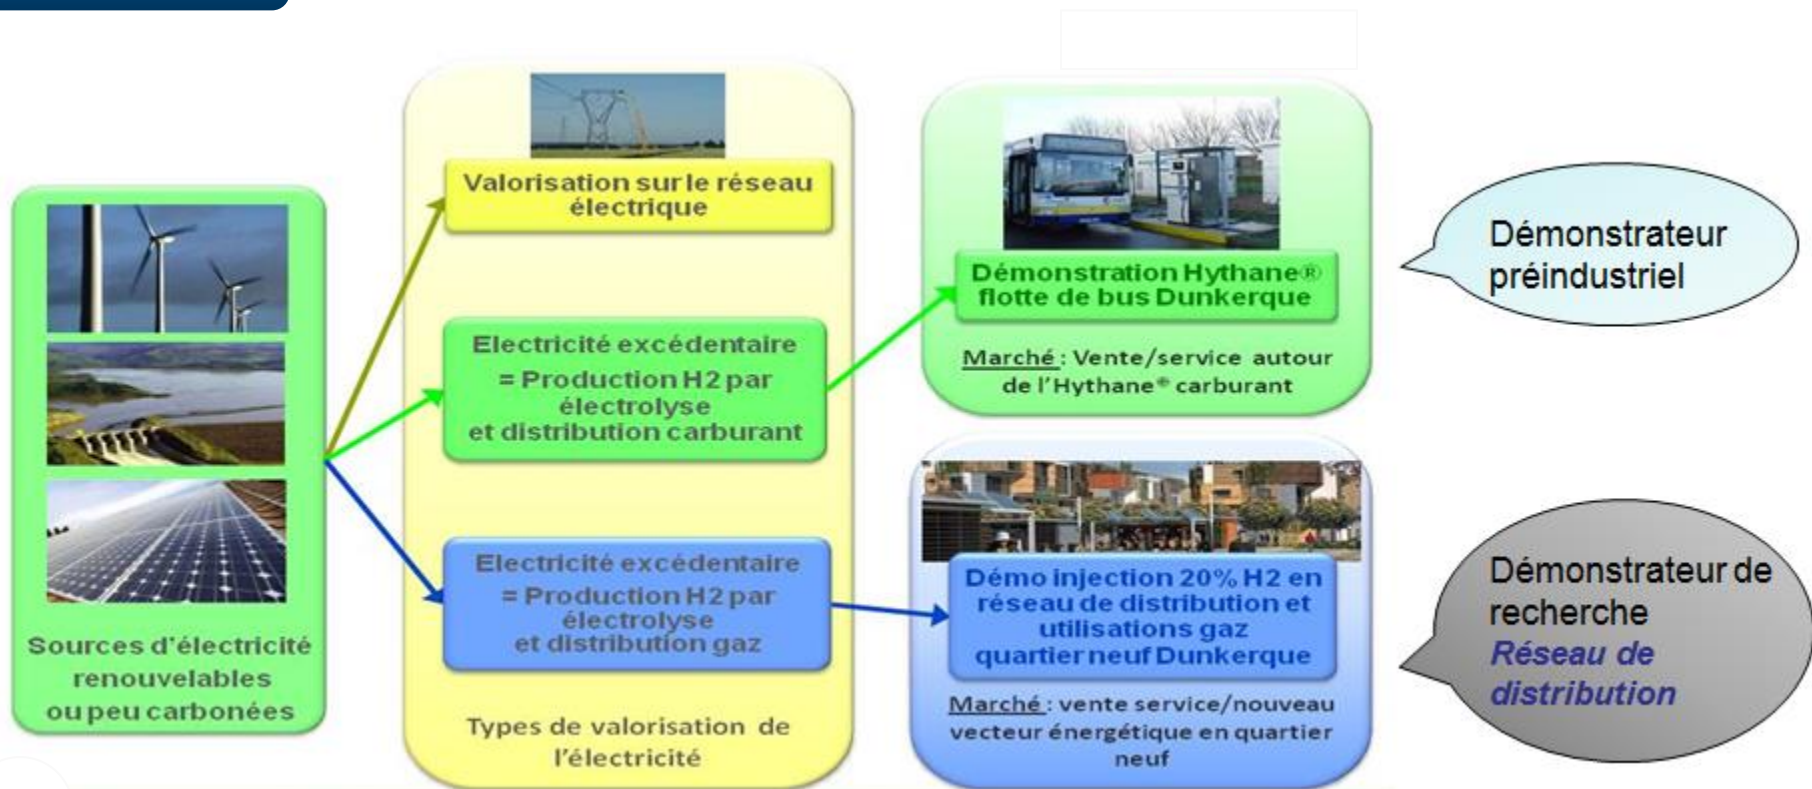 Sources d'électricité
renouvelables
ou peu carbonées
Valorisation sur le réseau
électrique
Electricité excédentaire
= Production H2 par
électrolyse
et distribution carburant
Electricité excédentaire
= Production H2 par
électrolyse
et distribution gaz
Types de valorisation de
l'électricité
Démonstration Hythane®
flotte de bus Dunkerque
Marché : Vente/service autour
de l'Hythane® carburant
Démo injection 20% H2 en
réseau de distribution et
utilisations gaz
quartier neuf Dunkerque
Marché : vente service/nouveau
vecteur énergétique en quartier
neuf
Démonstrateur
préindustriel
Démonstrateur de
recherche
Réseau de
distribution